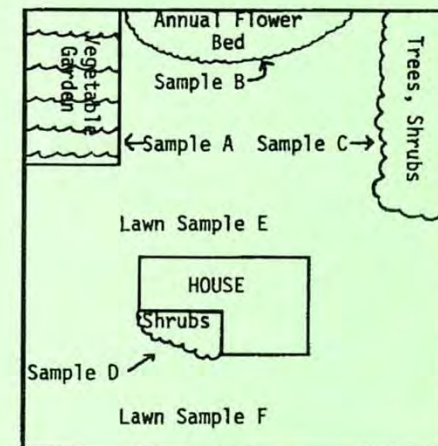 Annual Flower
Bed
Vegetable
Garden
Trees, Shrubs
Sample B
Sample A
Sample C
Lawn Sample E
HOUSE
Shrubs
Sample D
Lawn Sample F